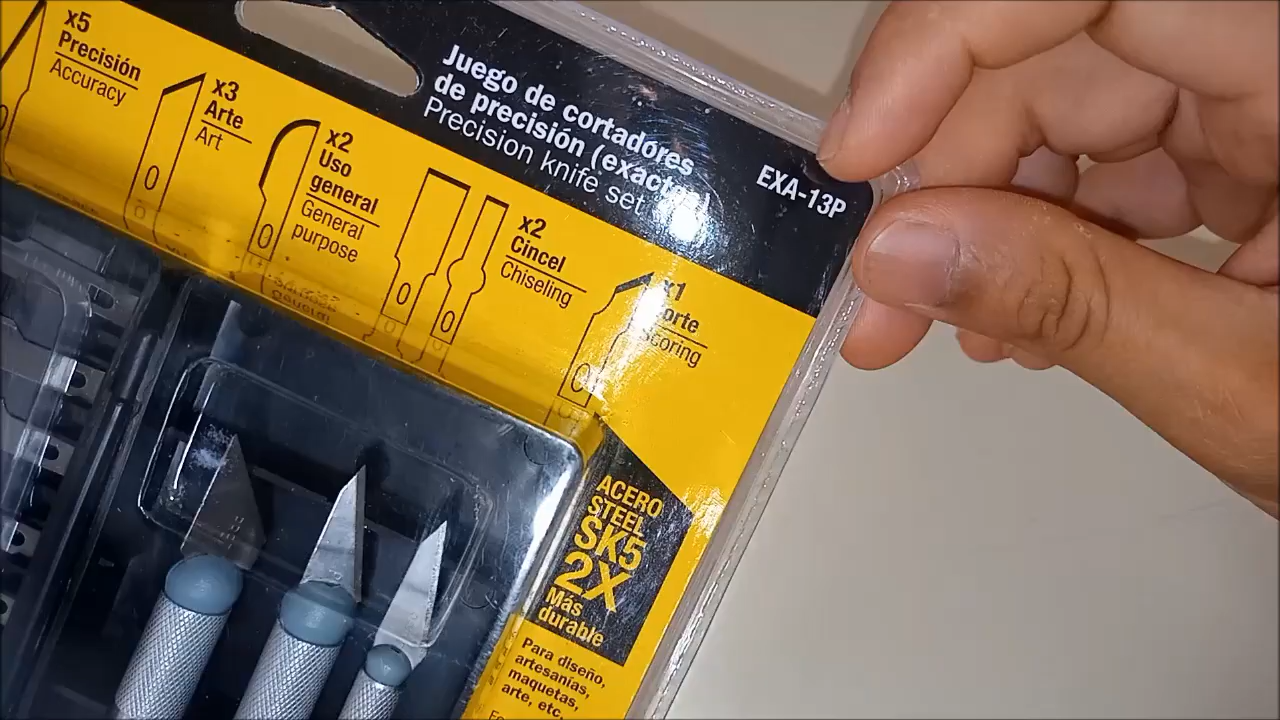 x5
Precisión
Accuracy
x3
Arte
Art
x2
Uso
general
General
purpose
Juego de cortadores
de precisión
Precision knife set
EXA-13P
x2
Cincel
Chiseling
x1
Scoring
ACERO
STEEL
SK5
2X
Más
durable
Para diseño,
artesanías,
maquetas,
arte, etc.